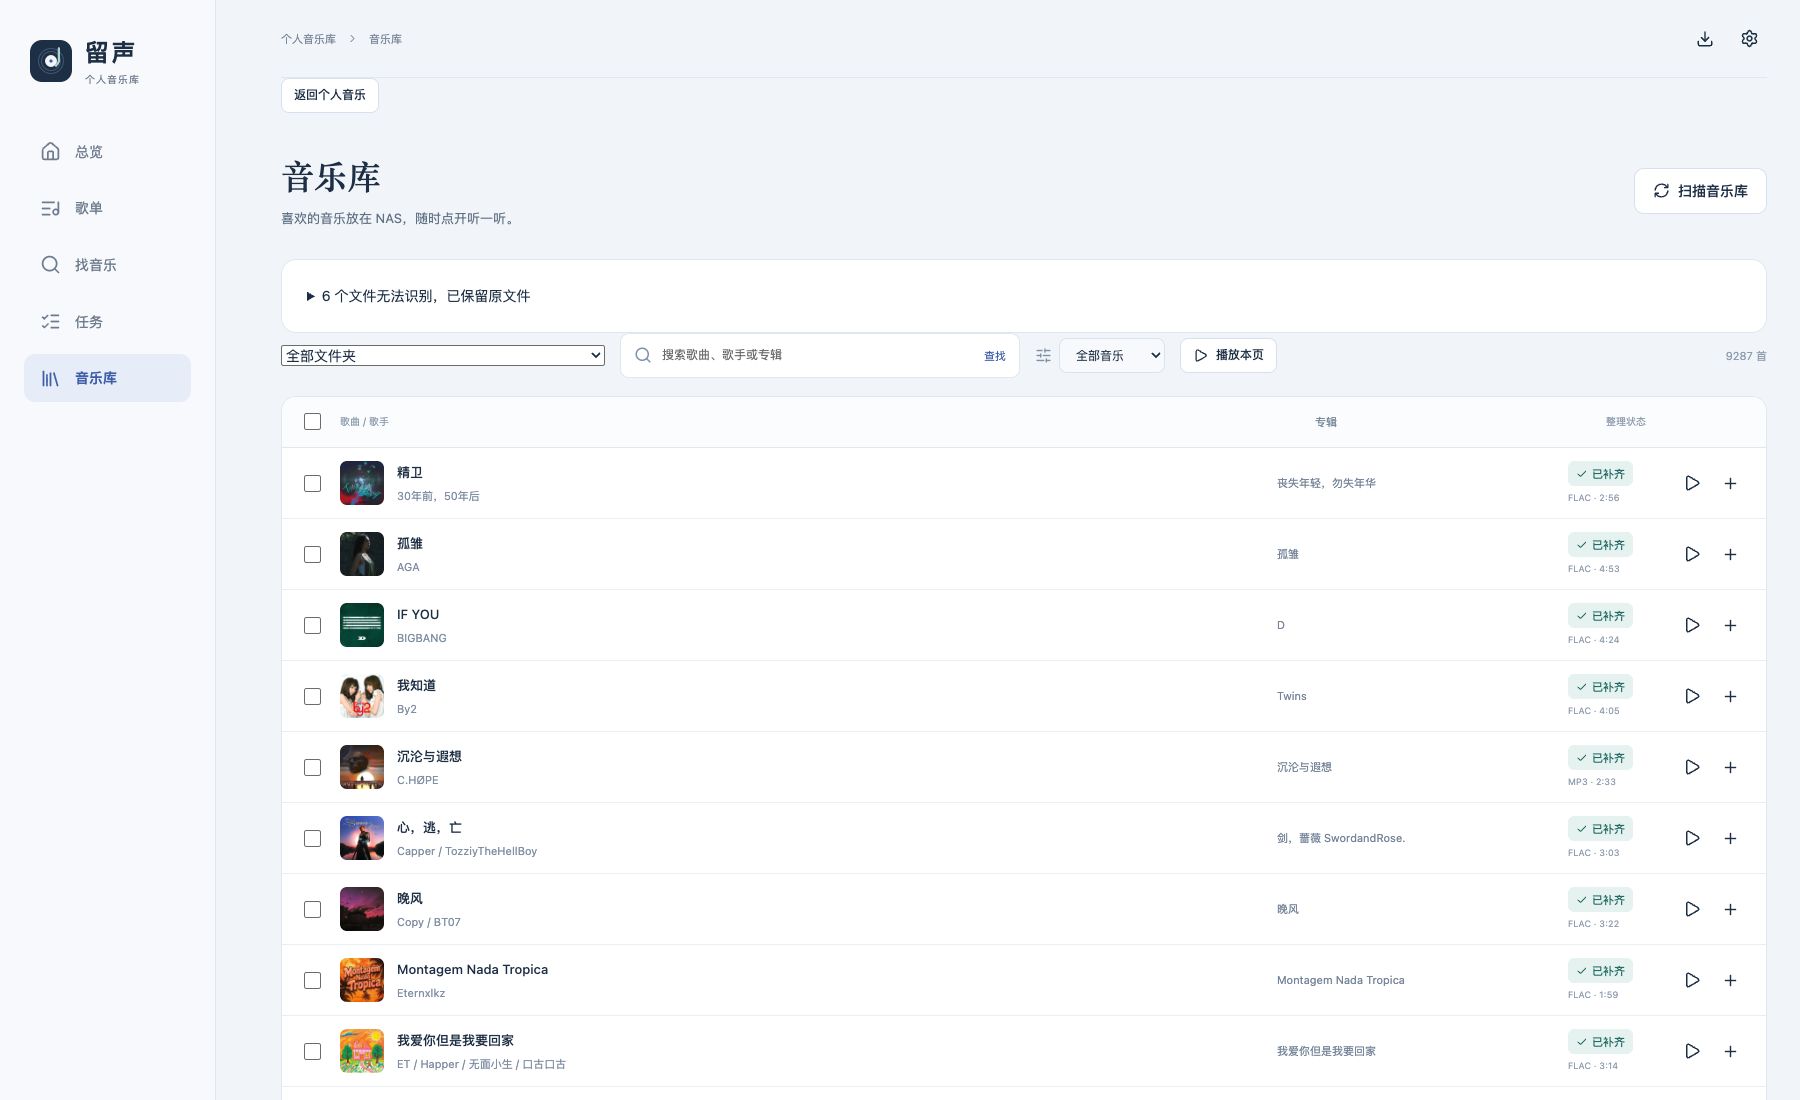 留声
个人音乐库
总览
歌单
找音乐
任务
音乐库
个人音乐库 > 音乐库
返回个人音乐
音乐库
喜欢的音乐放在 NAS，随时点开听一听。
扫描音乐库
6 个文件无法识别，已保留原文件
全部文件夹
搜索歌曲、歌手或专辑
查找
全部音乐
播放本页
9287 首
歌曲 / 歌手
专辑
整理状态
精卫
30年前，50年后
丧失年轻，勿失年华
已补齐
FLAC · 2:56
孤雏
AGA
孤雏
已补齐
FLAC · 4:53
IF YOU
BIGBANG
D
已补齐
FLAC · 4:24
我知道
By2
Twins
已补齐
FLAC · 4:05
沉沦与遐想
C.HØPE
沉沦与遐想
已补齐
MP3 · 2:33
心，逃，亡
Capper / TozziyTheHellBoy
剑，蔷薇 SwordandRose.
已补齐
FLAC · 3:03
晚风
Copy / BT07
晚风
已补齐
FLAC · 3:22
Montagem Nada Tropica
Eternxlkz
Montagem Nada Tropica
已补齐
FLAC · 1:59
我爱你但是我要回家
ET / Happer / 无面小生 / 口古口古
我爱你但是我要回家
已补齐
FLAC · 3:14
by2
Montagem
Nada
Tropica